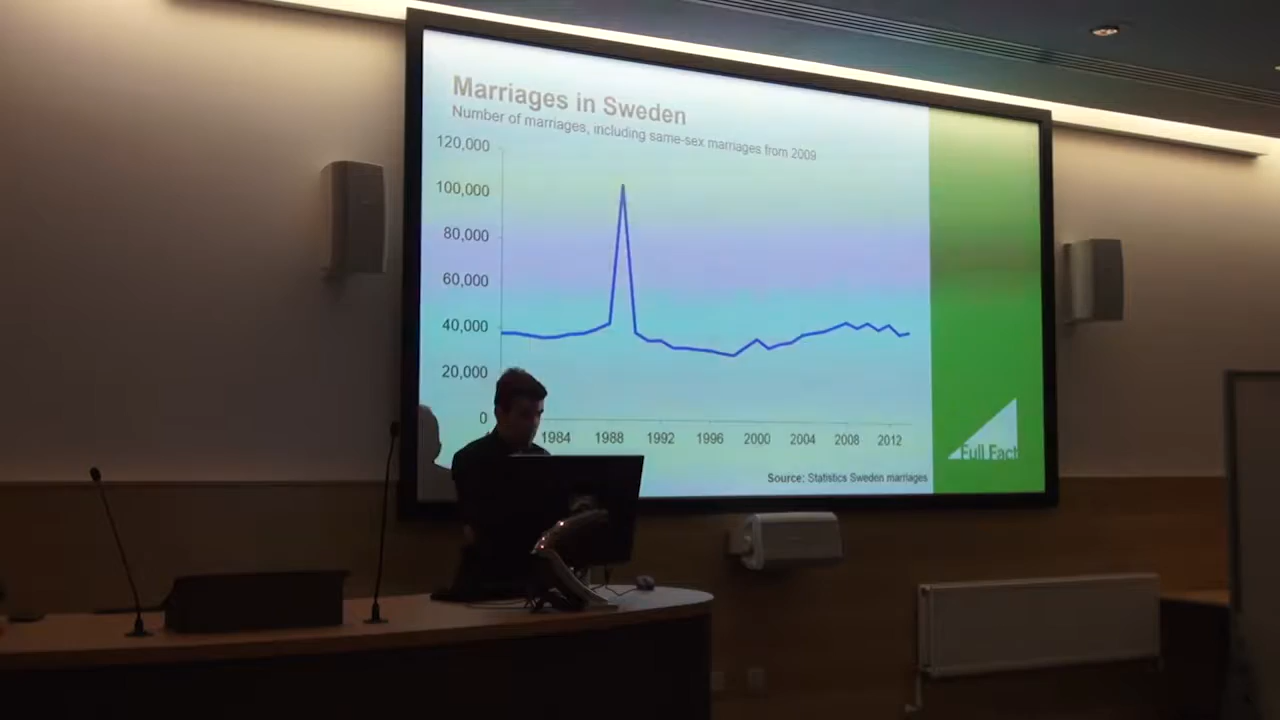 Marriages in Sweden
Number of marriages, including same-sex marriages from 2009
120,000
100,000
80,000
60,000
40,000
20,000
0
1984 1988 1992 1996 2000 2004 2008 2012
Source: Statistics Sweden marriages
Full Fact